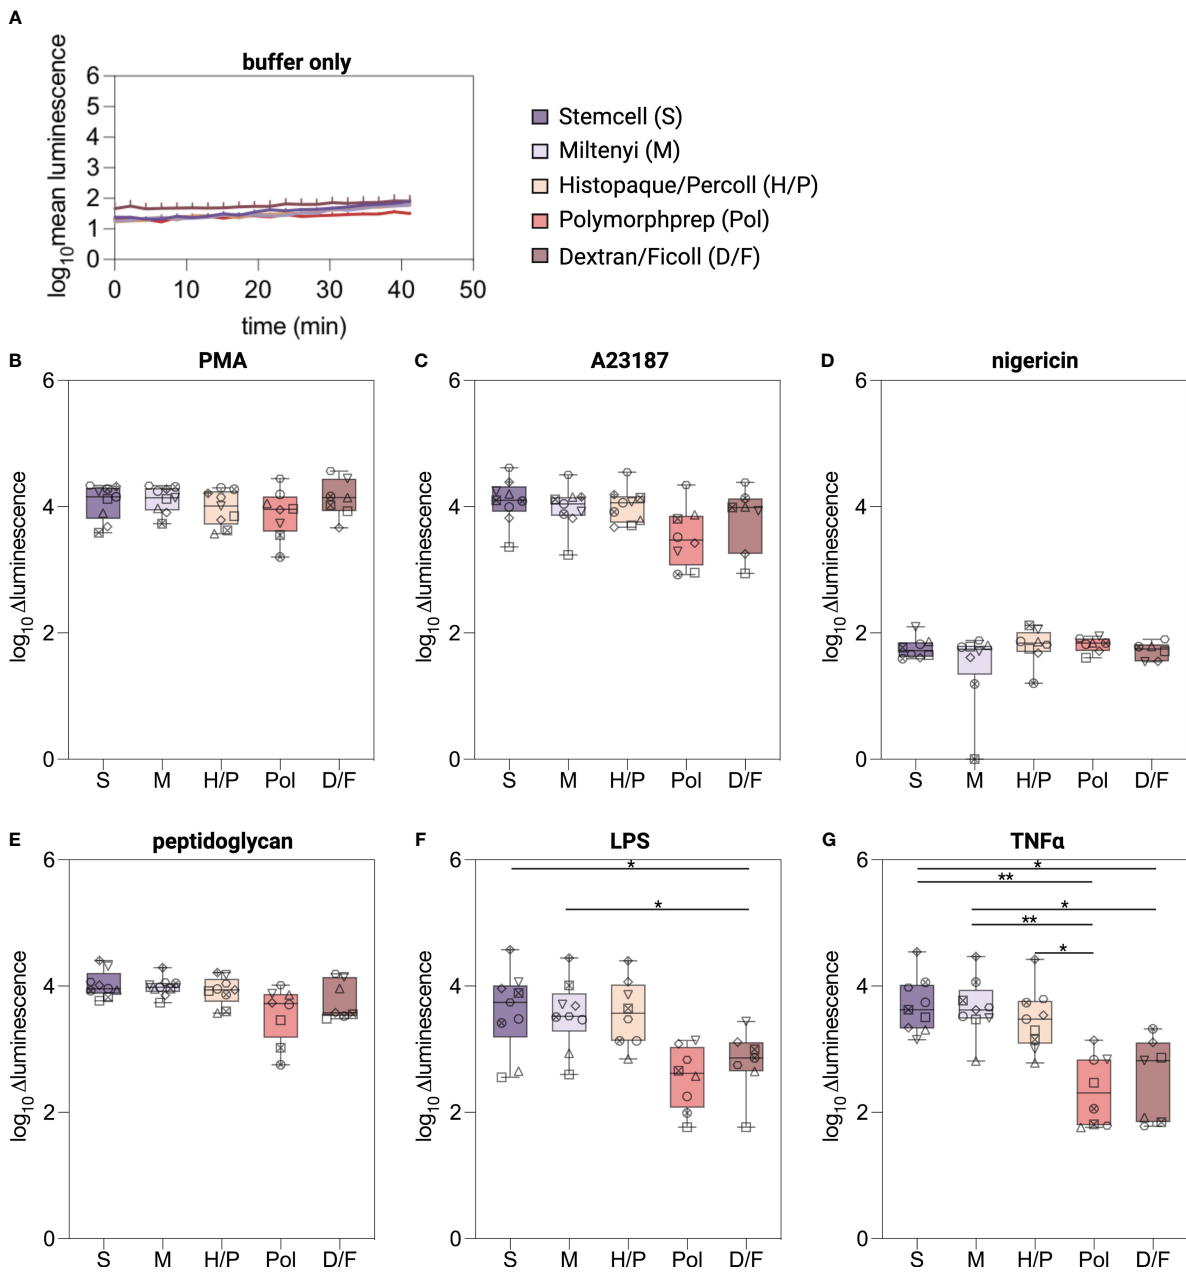 A
buffer only
log10mean luminescence
6
5
4
3
2
1
0
0 10 20 30 40 50
time (min)
Stemcell (S)
Miltenyi (M)
Histopaque/Percoll (H/P)
Polymorphprep (Pol)
Dextran/Ficoll (D/F)
B PMA
log10 Δluminescence
6
4
2
0
S M H/P Pol D/F
C A23187
log10 Δluminescence
6
4
2
0
S M H/P Pol D/F
D nigericin
log10 Δluminescence
6
4
2
0
S M H/P Pol D/F
E peptidoglycan
log10 Δluminescence
6
4
2
0
S M H/P Pol D/F
F LPS
log10 Δluminescence
6
4
2
0
*
*
S M H/P Pol D/F
G TNFα
log10 Δluminescence
6
4
2
0
*
**
*
**
*
S M H/P Pol D/F